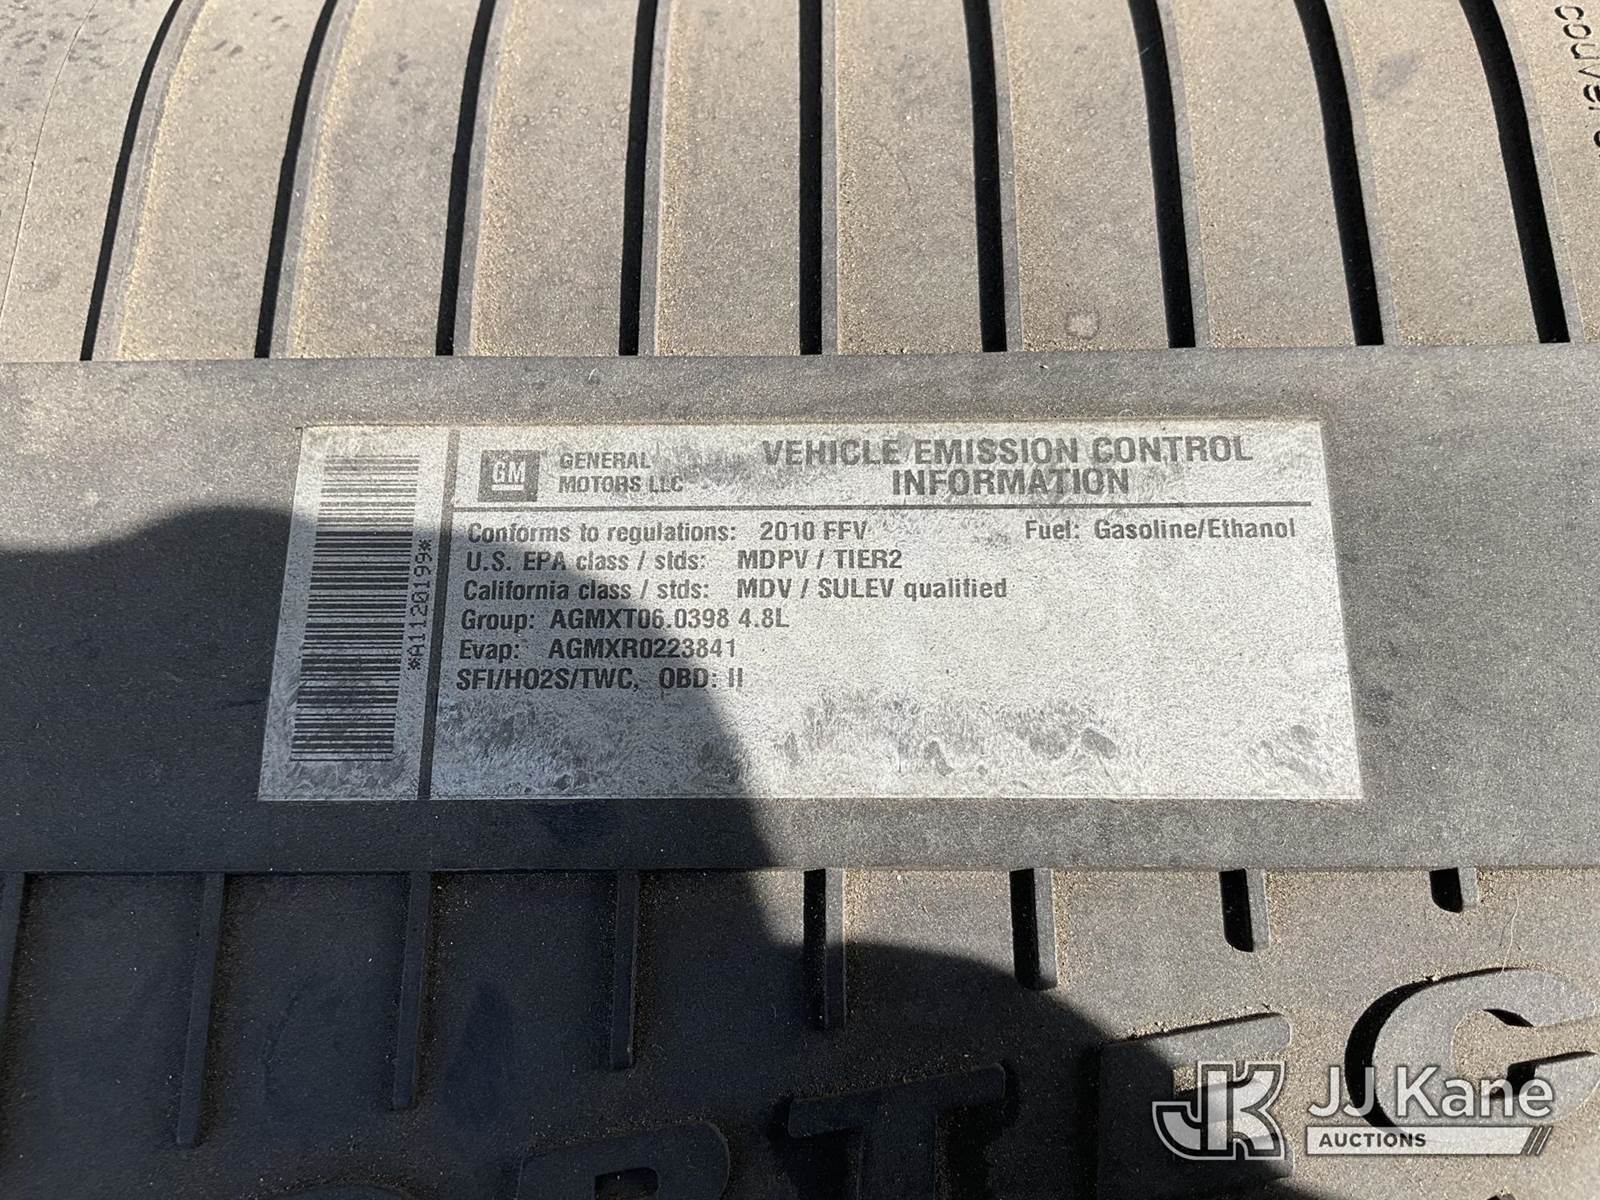 GM GENERAL MOTORS LLC
VEHICLE EMISSION CONTROL
INFORMATION
Conforms to regulations: 2010 FFV Fuel: Gasoline/Ethanol
U.S. EPA class / stds: MDPV / TIER2
California class / stds: MDV / SULEV qualified
Group: AGMXT06.0398 4.8L
Evap: AGMXR0223841
SFI/HO2S/TWC, OBD: II
*A1120199*
JK JJ Kane
AUCTIONS